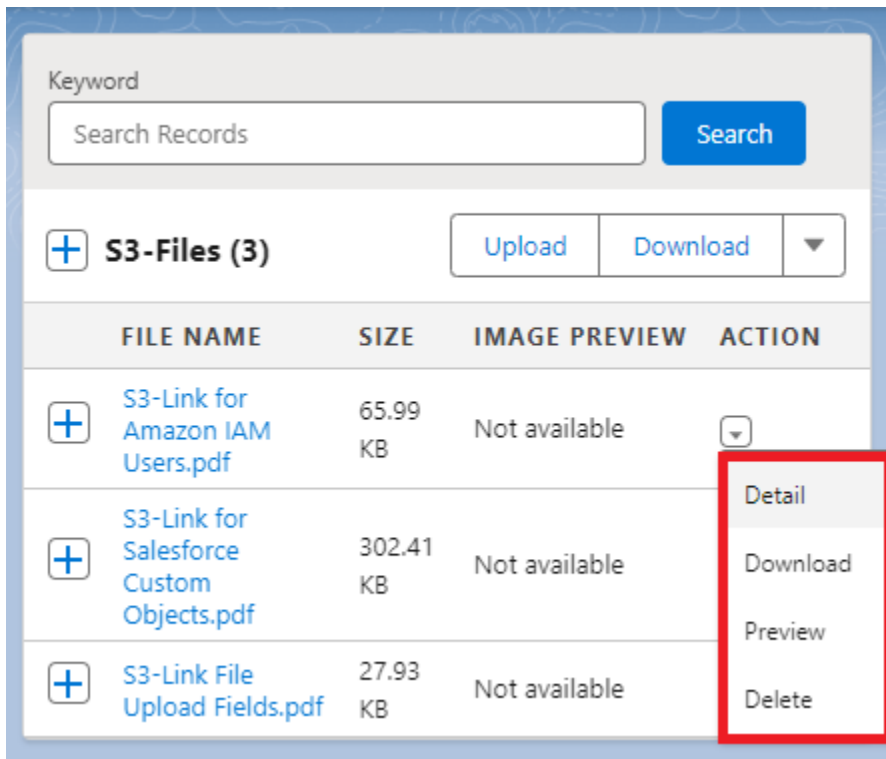 Keyword
Search Records
Search
S3-Files (3)
Upload
Download
FILE NAME
SIZE
IMAGE PREVIEW
ACTION
S3-Link for
Amazon IAM
Users.pdf
65.99
KB
Not available
S3-Link for
Salesforce
Custom
Objects.pdf
302.41
KB
Not available
S3-Link File
Upload Fields.pdf
27.93
KB
Not available
Detail
Download
Preview
Delete